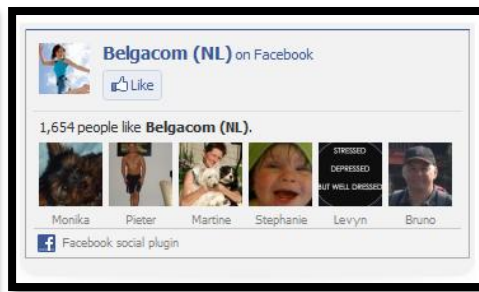 Belgacom (NL) on Facebook
Like
1,654 people like Belgacom (NL).
STRESSED
DEPRESSED
BUT WELL DRESSED
Monika Pieter Martine Stephanie Levyn Bruno
Facebook social plugin